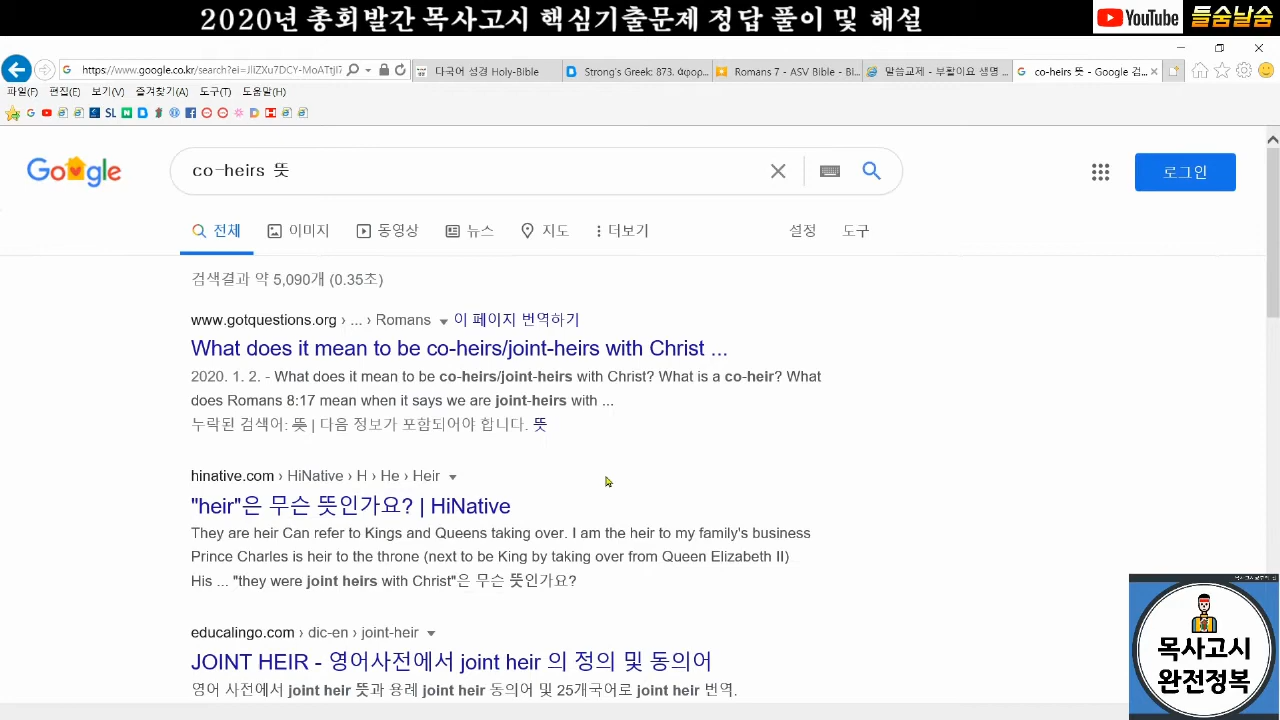 2020년 총회발간 목사고시 핵심기출문제 정답 풀이 및 해설
YouTube 들숨날숨
https://www.google.co.kr/search?ei=JIIZXu7DCY-MoATtjI7
다국어 성경 Holy-Bible
Strong's Greek: 873. ἀφορ...
Romans 7 - ASV Bible - Bl...
말씀교제 - 부활이요 생명 ...
co-heirs 뜻 - Google 검...
파일(F) 편집(E) 보기(V) 즐겨찾기(A) 도구(T) 도움말(H)
Google
co-heirs 뜻
로그인
전체 이미지 동영상 뉴스 지도 더보기 설정 도구
검색결과 약 5,090개 (0.35초)
www.gotquestions.org › ... › Romans 이 페이지 번역하기
What does it mean to be co-heirs/joint-heirs with Christ ...
2020. 1. 2. - What does it mean to be co-heirs/joint-heirs with Christ? What is a co-heir? What
does Romans 8:17 mean when it says we are joint-heirs with ...
누락된 검색어: 뜻 | 다음 정보가 포함되어야 합니다. 뜻
hinative.com › HiNative › H › He › Heir
"heir"은 무슨 뜻인가요? | HiNative
They are heir Can refer to Kings and Queens taking over. I am the heir to my family's business
Prince Charles is heir to the throne (next to be King by taking over from Queen Elizabeth II)
His ... "they were joint heirs with Christ"은 무슨 뜻인가요?
educalingo.com › dic-en › joint-heir
JOINT HEIR - 영어사전에서 joint heir 의 정의 및 동의어
영어 사전에서 joint heir 뜻과 용례 joint heir 동의어 및 25개국어로 joint heir 번역.
목사고시
완전정복